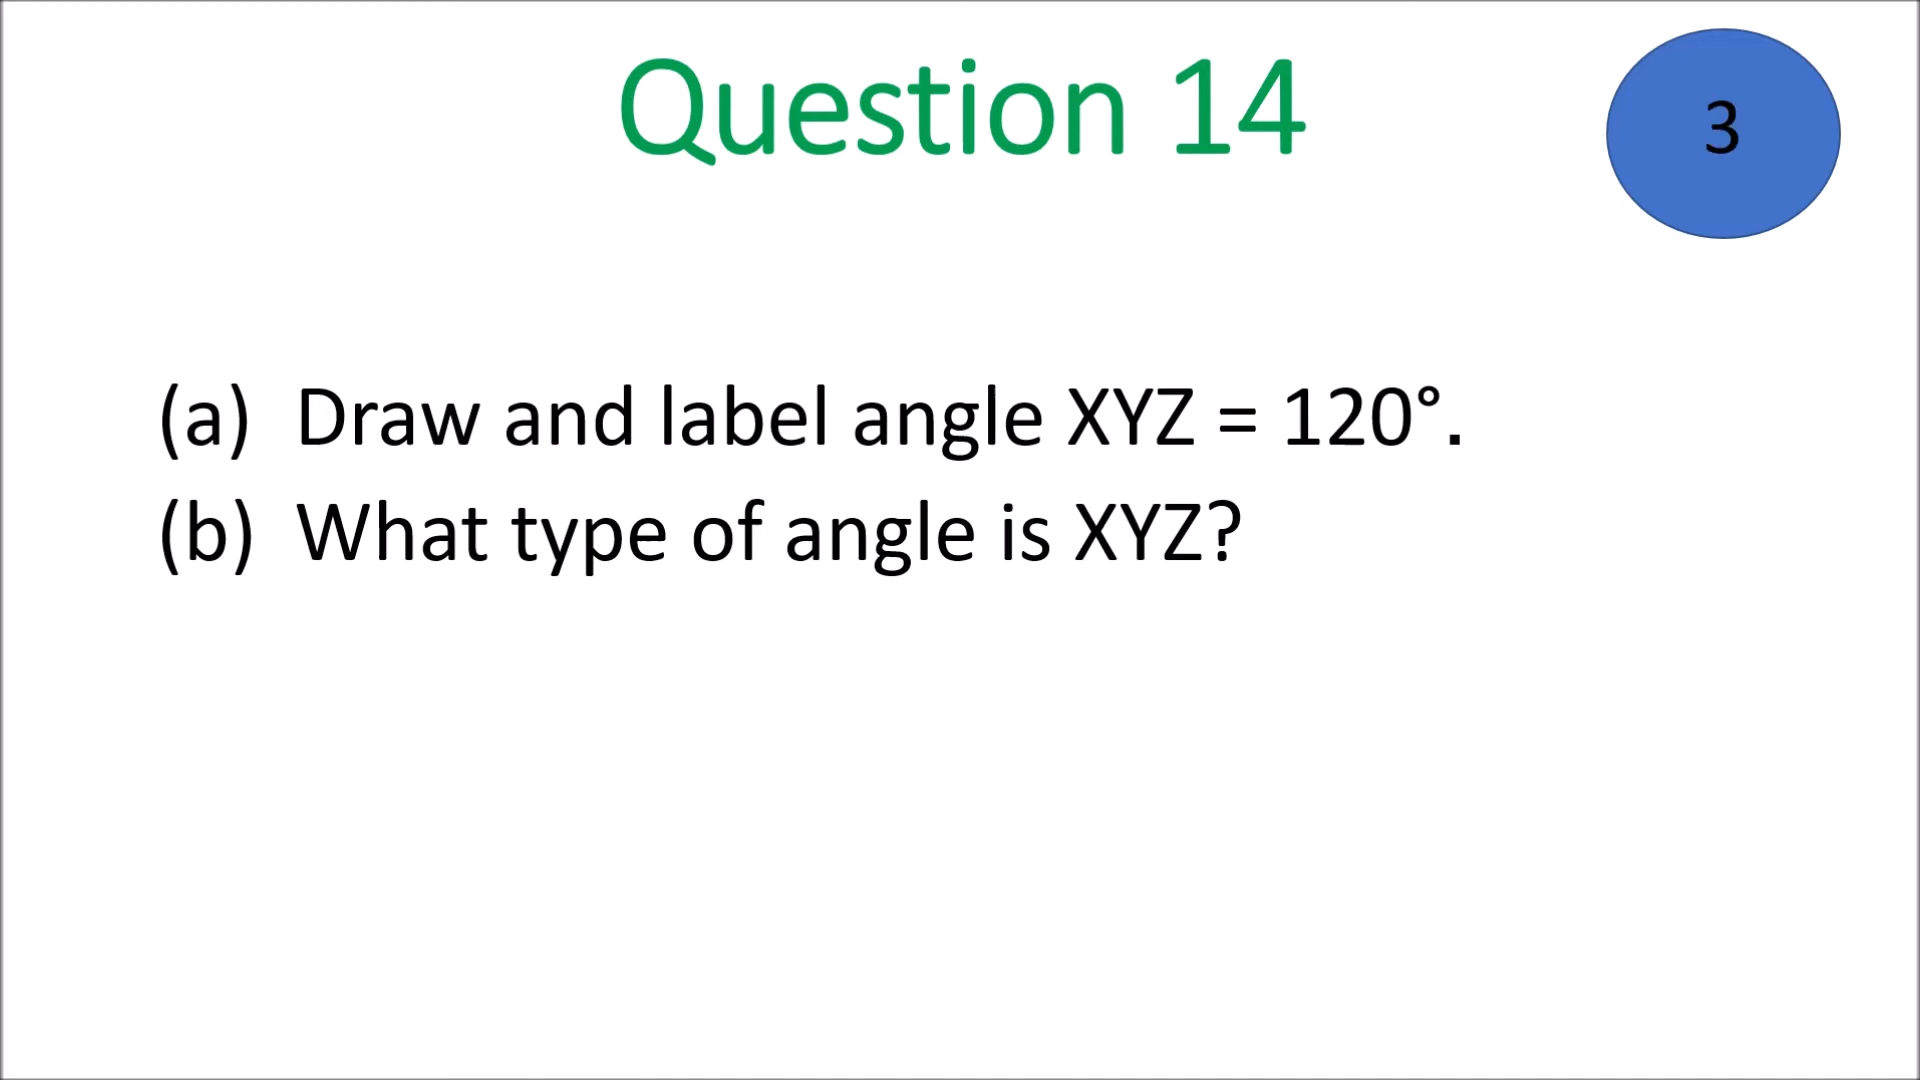 Question 14
3
(a) Draw and label angle XYZ = 120°.
(b) What type of angle is XYZ?